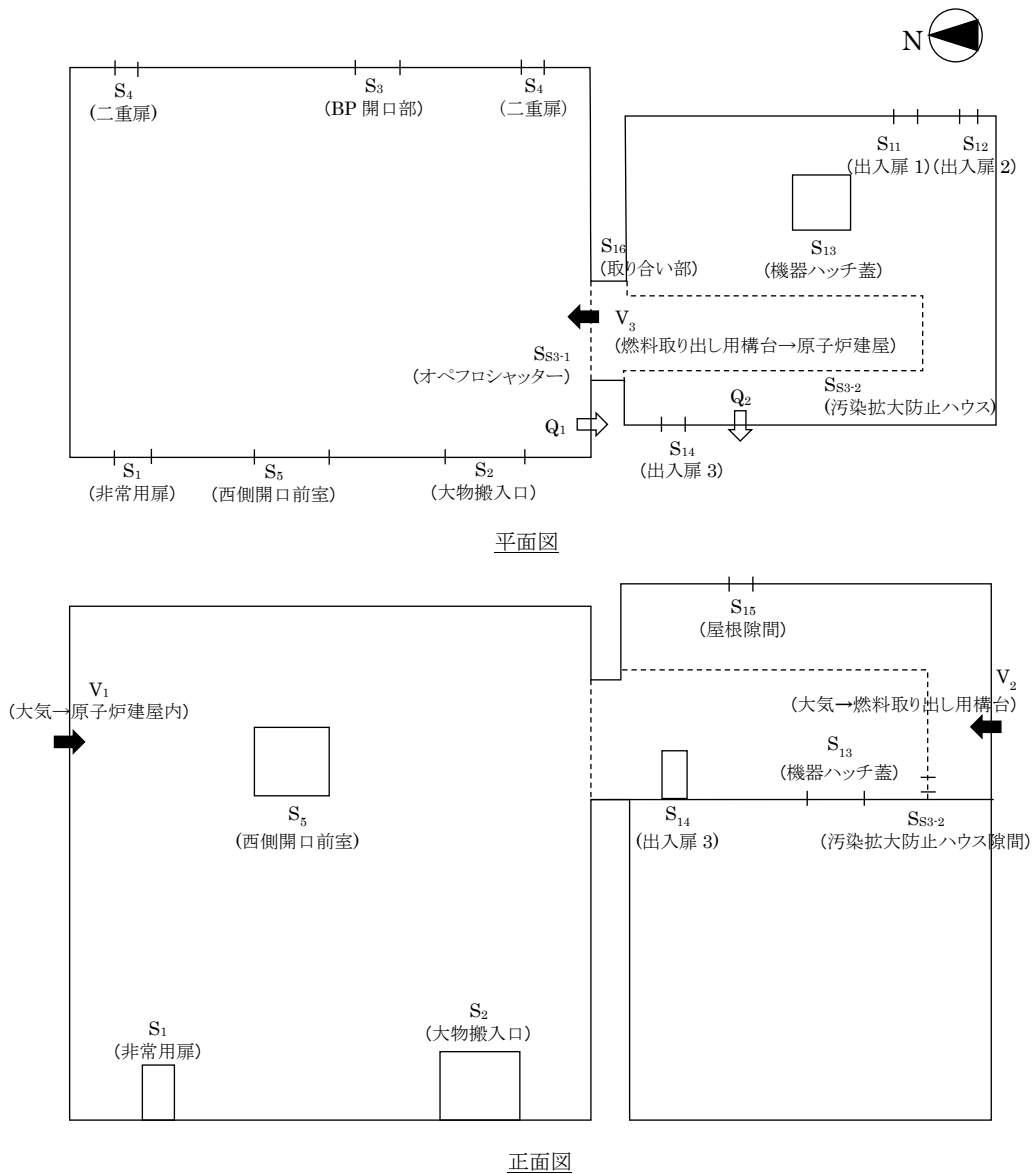 N
S4
(二重扉)
S3
(BP 開口部)
S4
(二重扉)
S11
(出入扉 1)
S12
(出入扉 2)
S13
(機器ハッチ蓋)
S16
(取り合い部)
V3
(燃料取り出し用構台→原子炉建屋)
SS3-1
(オペフロシャッター)
SS3-2
(汚染拡大防止ハウス)
Q1
Q2
S14
(出入扉 3)
S1
(非常用扉)
S5
(西側開口前室)
S2
(大物搬入口)
平面図
S15
(屋根隙間)
V1
(大気→原子炉建屋内)
V2
(大気→燃料取り出し用構台)
S13
(機器ハッチ蓋)
S5
(西側開口前室)
S14
(出入扉 3)
SS3-2
(汚染拡大防止ハウス隙間)
S1
(非常用扉)
S2
(大物搬入口)
正面図